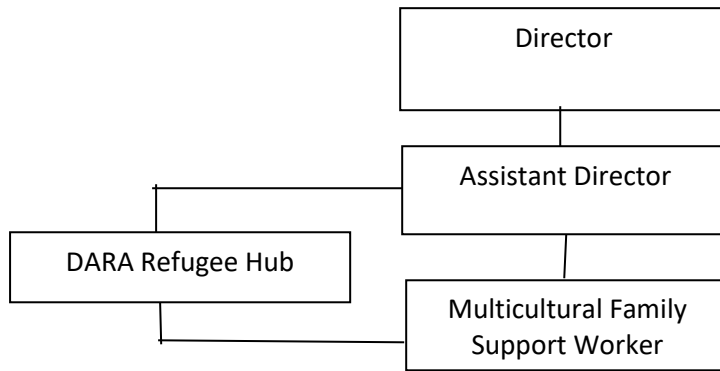 Director
Assistant Director
DARA Refugee Hub
Multicultural Family
Support Worker